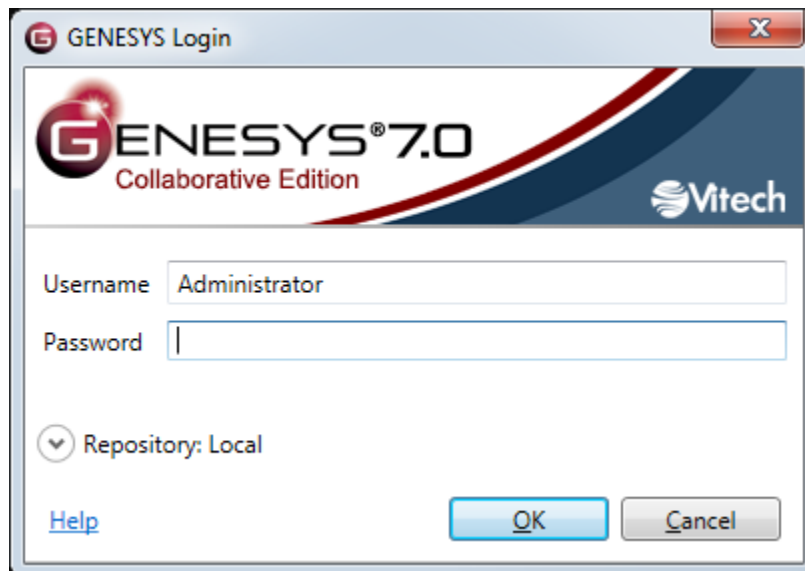 GENESYS Login
GENESYS®7.0
Collaborative Edition
Vitech
Username Administrator
Password
Repository: Local
Help OK Cancel